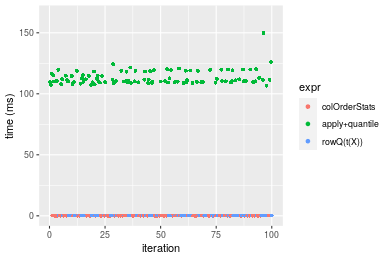 150
100
50
0
time (ms)
0
25
50
75
100
iteration
expr
colOrderStats
apply+quantile
rowQ(t(X))